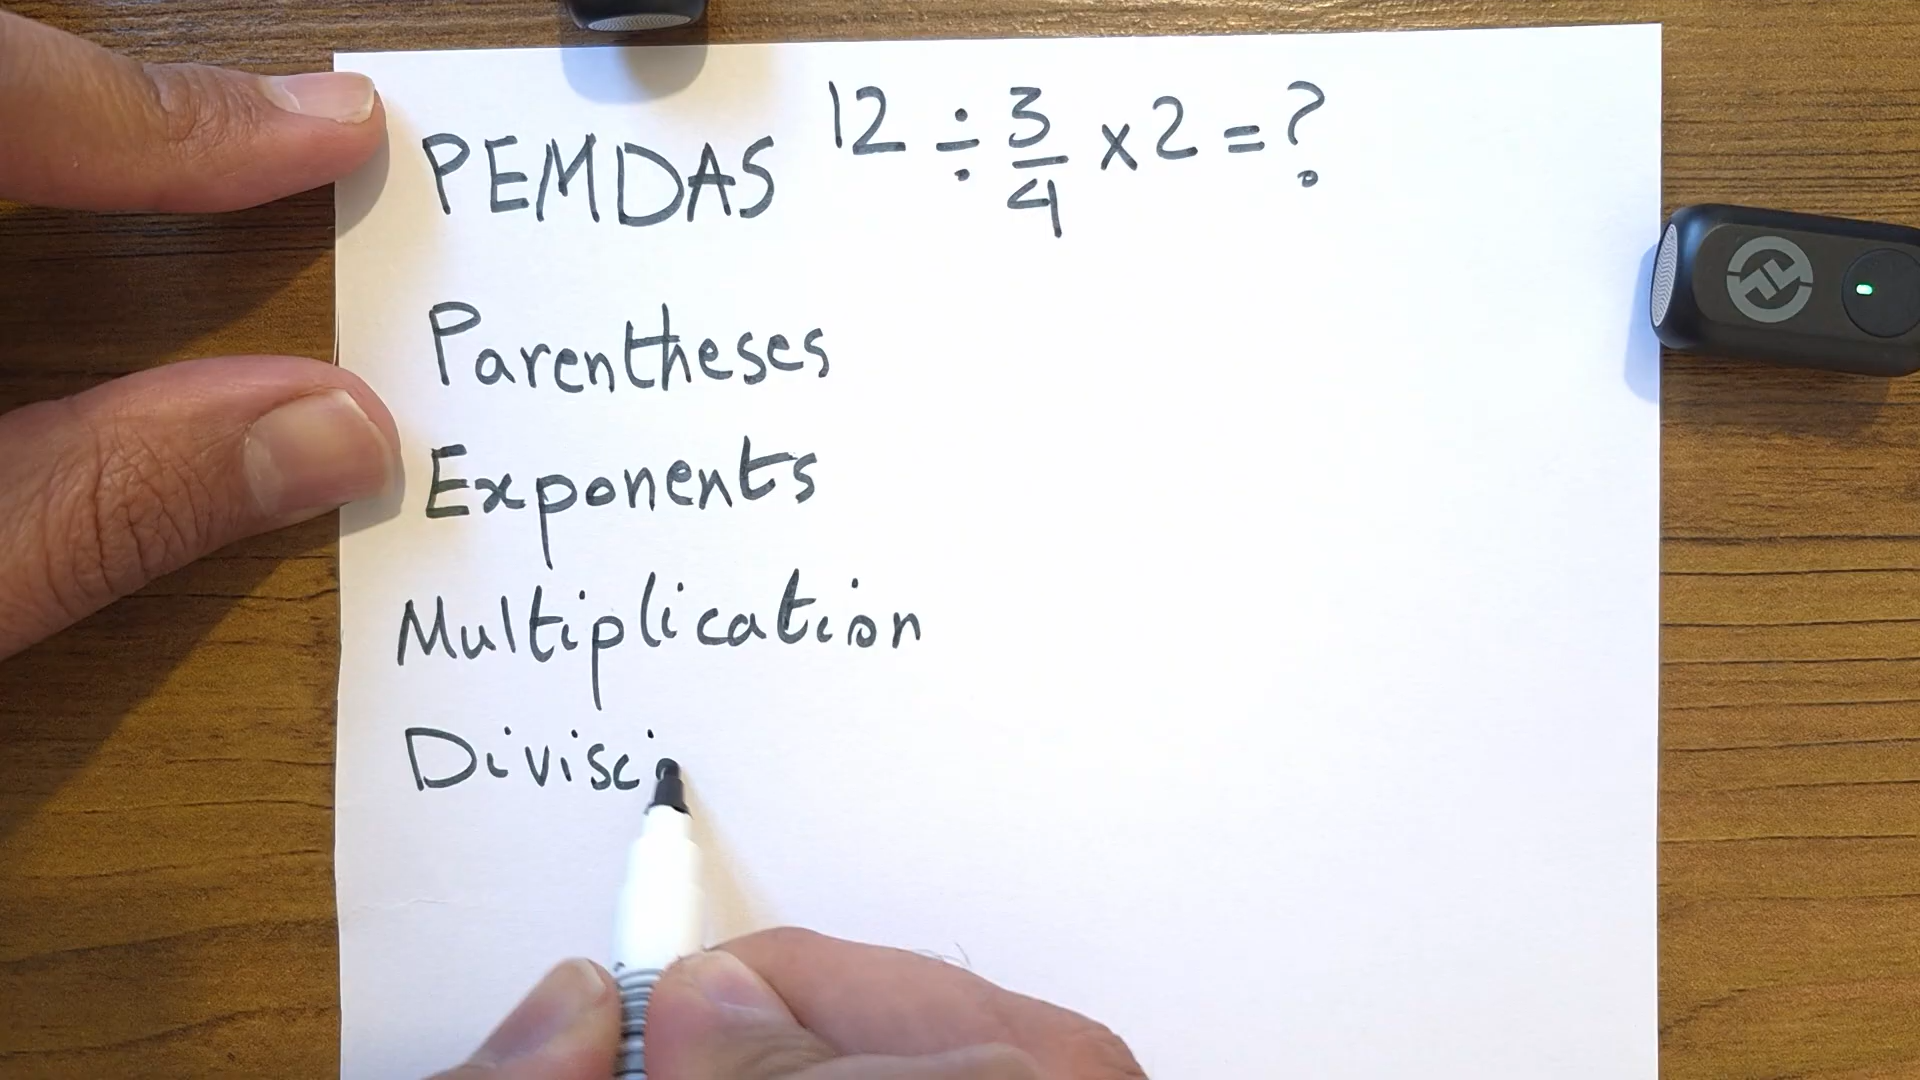 PEMDAS 12 ÷ 3/4 × 2 = ?
Parentheses
Exponents
Multiplication
Divisio